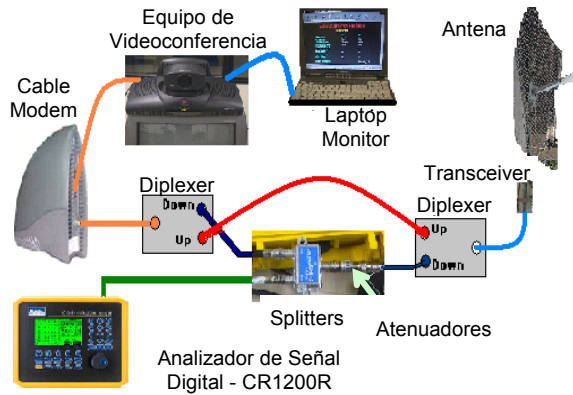 Equipo de
Videoconferencia
Antena
Cable
Modem
Laptop
Monitor
Transceiver
Diplexer
Diplexer
Down
Up
Up
Down
Splitters
Atenuadores
Analizador de Señal
Digital - CR1200R